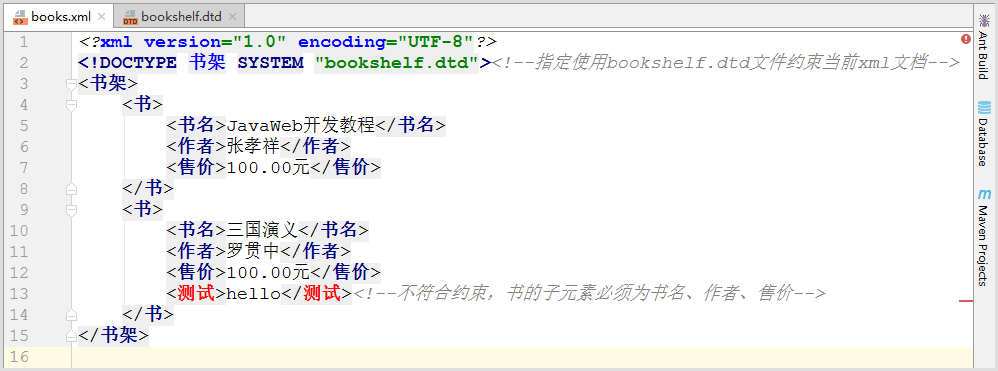 books.xml
bookshelf.dtd
1 <?xml version="1.0" encoding="UTF-8"?>
2 <!DOCTYPE 书架 SYSTEM "bookshelf.dtd"><!--指定使用bookshelf.dtd文件约束当前xml文档-->
3 <书架>
4 <书>
5 <书名>JavaWeb开发教程</书名>
6 <作者>张孝祥</作者>
7 <售价>100.00元</售价>
8 </书>
9 <书>
10 <书名>三国演义</书名>
11 <作者>罗贯中</作者>
12 <售价>100.00元</售价>
13 <测试>hello</测试><!--不符合约束，书的子元素必须为书名、作者、售价-->
14 </书>
15 </书架>
16
Ant Build
Database
Maven Projects